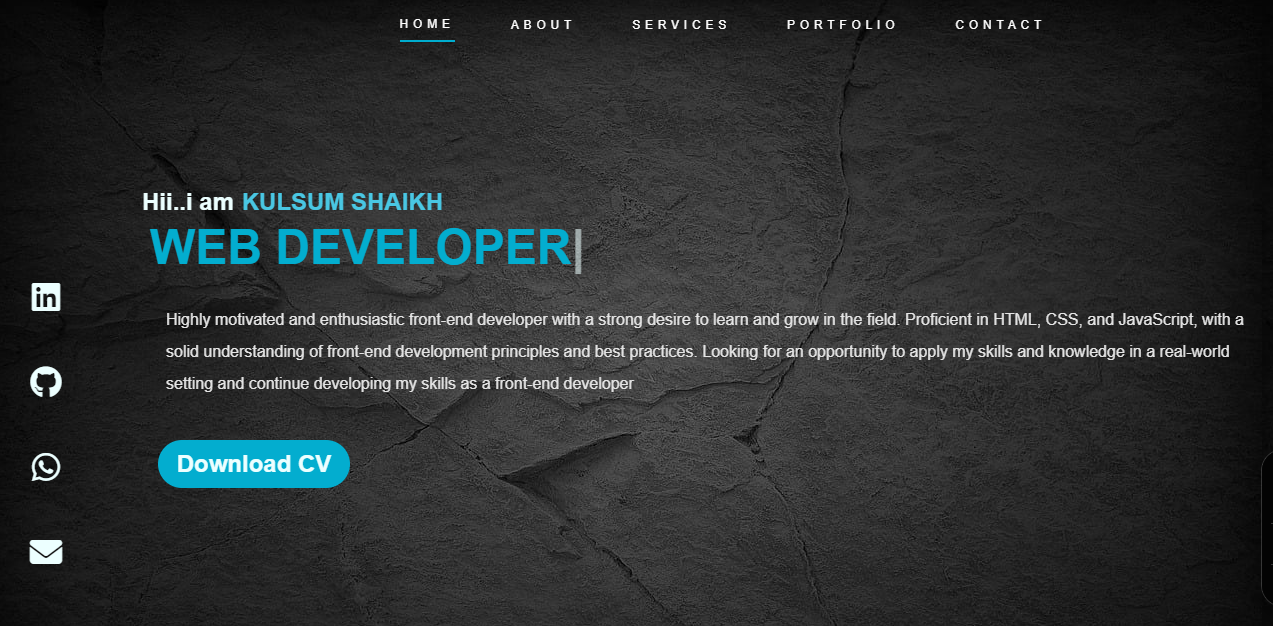 HOME ABOUT SERVICES PORTFOLIO CONTACT
Hii..i am KULSUM SHAIKH
WEB DEVELOPER|
Highly motivated and enthusiastic front-end developer with a strong desire to learn and grow in the field. Proficient in HTML, CSS, and JavaScript, with a
solid understanding of front-end development principles and best practices. Looking for an opportunity to apply my skills and knowledge in a real-world
setting and continue developing my skills as a front-end developer
in
Download CV